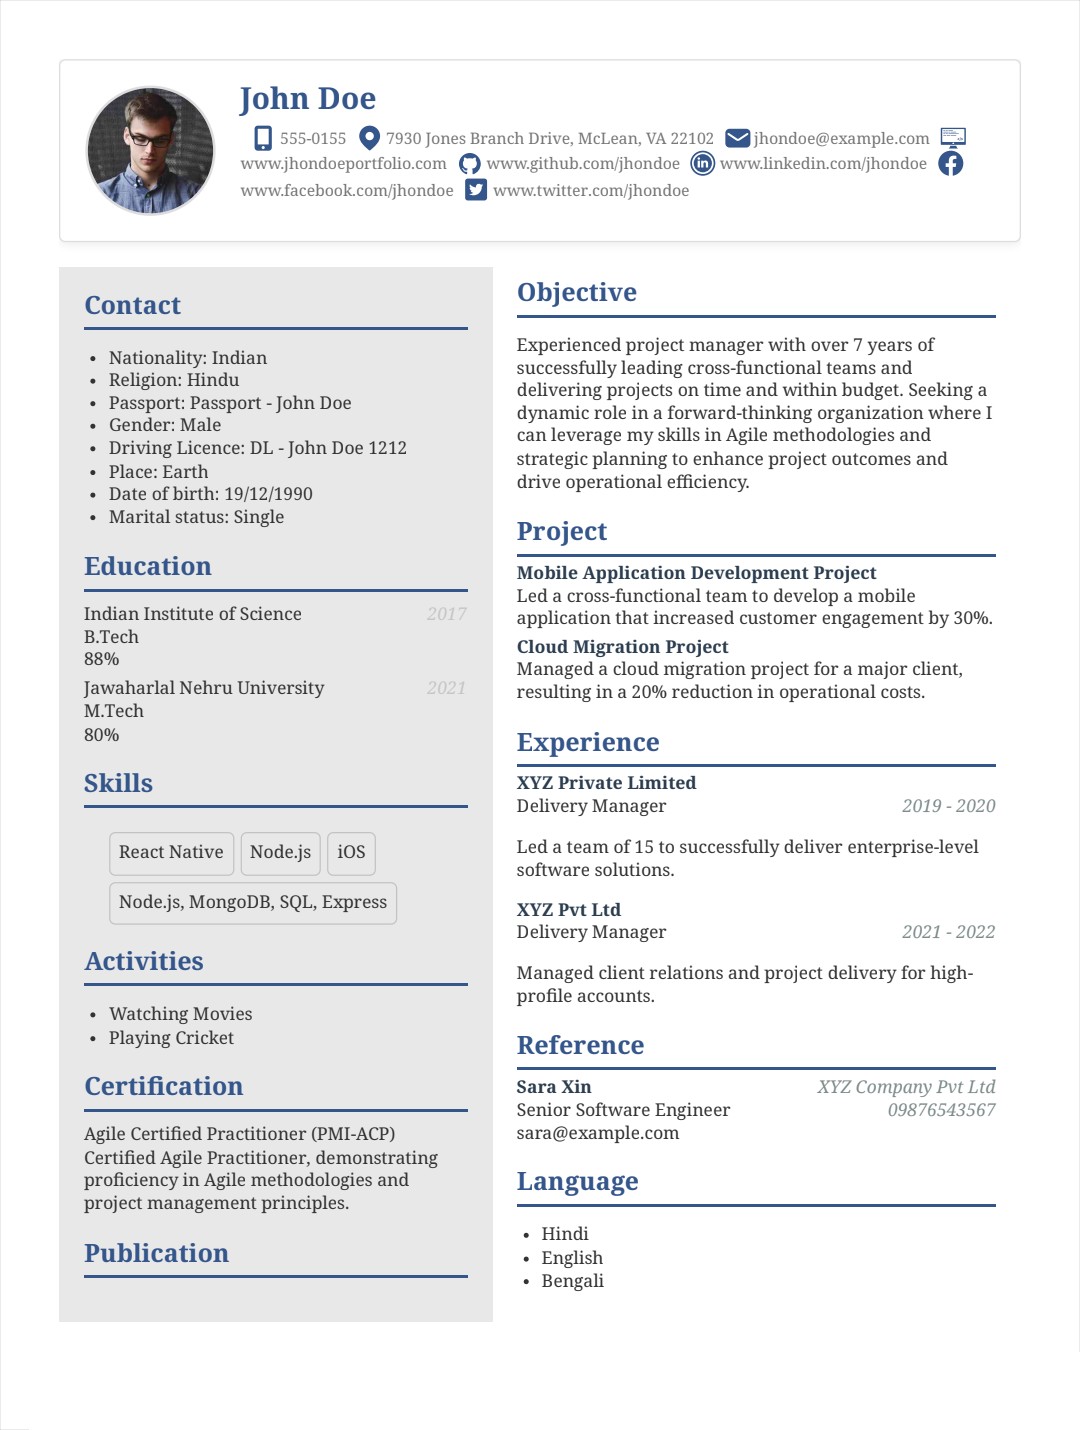 John Doe
555-0155 7930 Jones Branch Drive, McLean, VA 22102 jhondoe@example.com
www.jhondoeportfolio.com www.github.com/jhondoe www.linkedin.com/jhondoe
www.facebook.com/jhondoe www.twitter.com/jhondoe
Contact
• Nationality: Indian
• Religion: Hindu
• Passport: Passport - John Doe
• Gender: Male
• Driving Licence: DL - John Doe 1212
• Place: Earth
• Date of birth: 19/12/1990
• Marital status: Single
Education
Indian Institute of Science 2017
B.Tech
88%
Jawaharlal Nehru University 2021
M.Tech
80%
Skills
React Native Node.js iOS
Node.js, MongoDB, SQL, Express
Activities
• Watching Movies
• Playing Cricket
Certification
Agile Certified Practitioner (PMI-ACP)
Certified Agile Practitioner, demonstrating
proficiency in Agile methodologies and
project management principles.
Publication
Objective
Experienced project manager with over 7 years of
successfully leading cross-functional teams and
delivering projects on time and within budget. Seeking a
dynamic role in a forward-thinking organization where I
can leverage my skills in Agile methodologies and
strategic planning to enhance project outcomes and
drive operational efficiency.
Project
Mobile Application Development Project
Led a cross-functional team to develop a mobile
application that increased customer engagement by 30%.
Cloud Migration Project
Managed a cloud migration project for a major client,
resulting in a 20% reduction in operational costs.
Experience
XYZ Private Limited
Delivery Manager 2019 - 2020
Led a team of 15 to successfully deliver enterprise-level
software solutions.
XYZ Pvt Ltd
Delivery Manager 2021 - 2022
Managed client relations and project delivery for high-
profile accounts.
Reference
Sara Xin XYZ Company Pvt Ltd
Senior Software Engineer 09876543567
sara@example.com
Language
• Hindi
• English
• Bengali